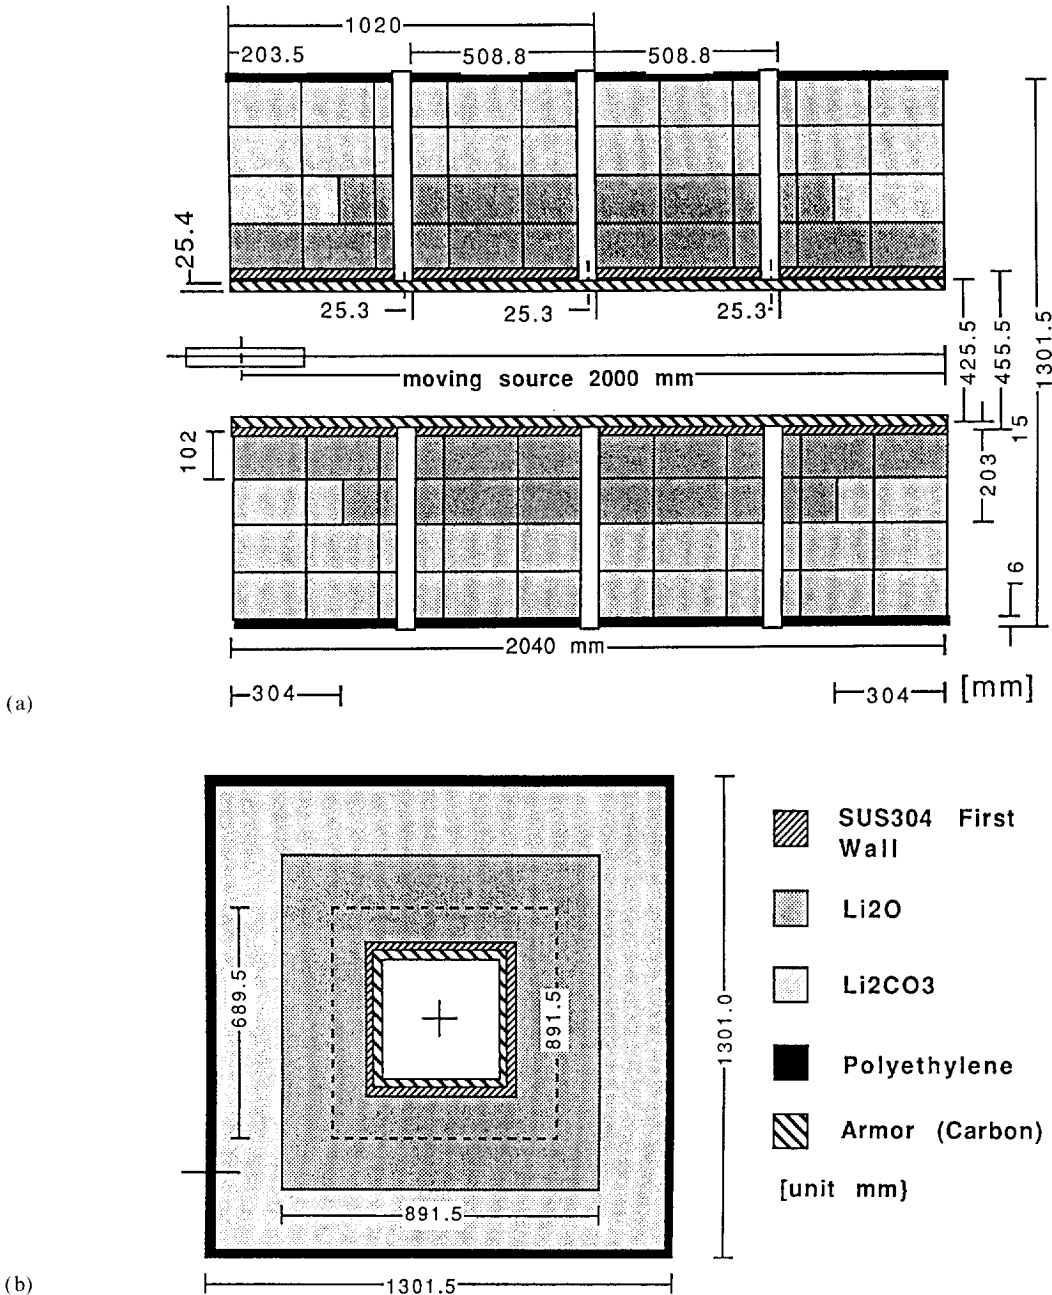 1020
203.5
508.8
508.8
25.4
25.3
25.3
25.3
moving source 2000 mm
425.5
455.5
1301.5
102
15
203
16
2040 mm
304
304
[mm]
(a)
689.5
891.5
891.5
1301.0
1301.5
SUS304 First
Wall
Li2O
Li2CO3
Polyethylene
Armor (Carbon)
[unit mm}
(b)